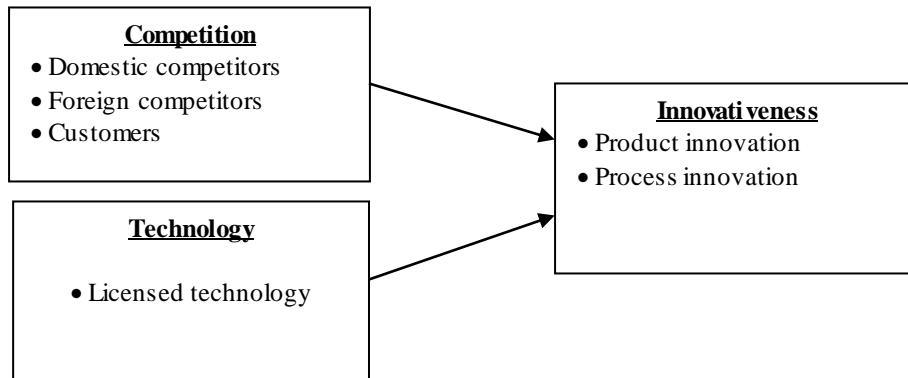 Competition
• Domestic competitors
• Foreign competitors
• Customers
Technology
• Licensed technology
Innovativeness
• Product innovation
• Process innovation